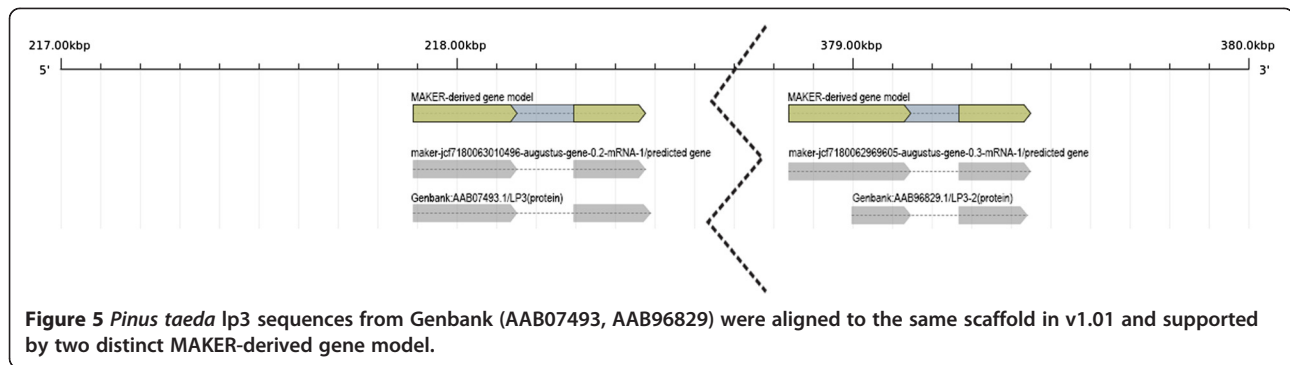 217.00kbp 218.00kbp 379.00kbp 380.0kbp
5' 3'
MAKER-derived gene model MAKER-derived gene model
maker-jcf7180063010496-augustus-gene-0.2-mRNA-1/predicted gene maker-jcf7180062969605-augustus-gene-0.3-mRNA-1/predicted gene
Genbank:AAB07493.1/LP3(protein) Genbank:AAB96829.1/LP3-2(protein)
Figure 5 Pinus taeda lp3 sequences from Genbank (AAB07493, AAB96829) were aligned to the same scaffold in v1.01 and supported
by two distinct MAKER-derived gene model.